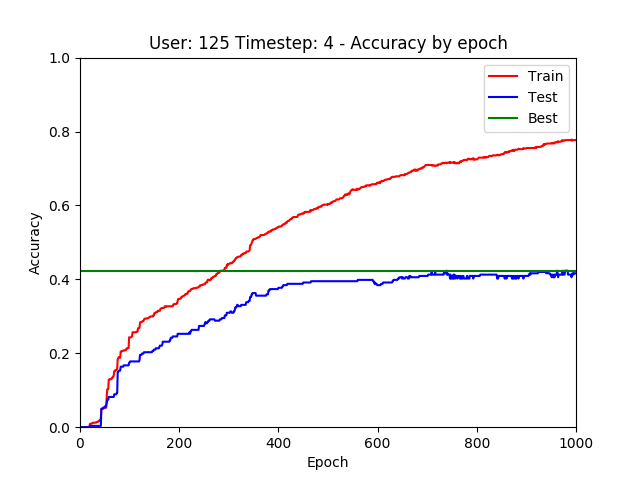 User: 125 Timestep: 4 - Accuracy by epoch
1.0
0.8
0.6
0.4
0.2
0.0
Accuracy
Train
Test
Best
0 200 400 600 800 1000
Epoch